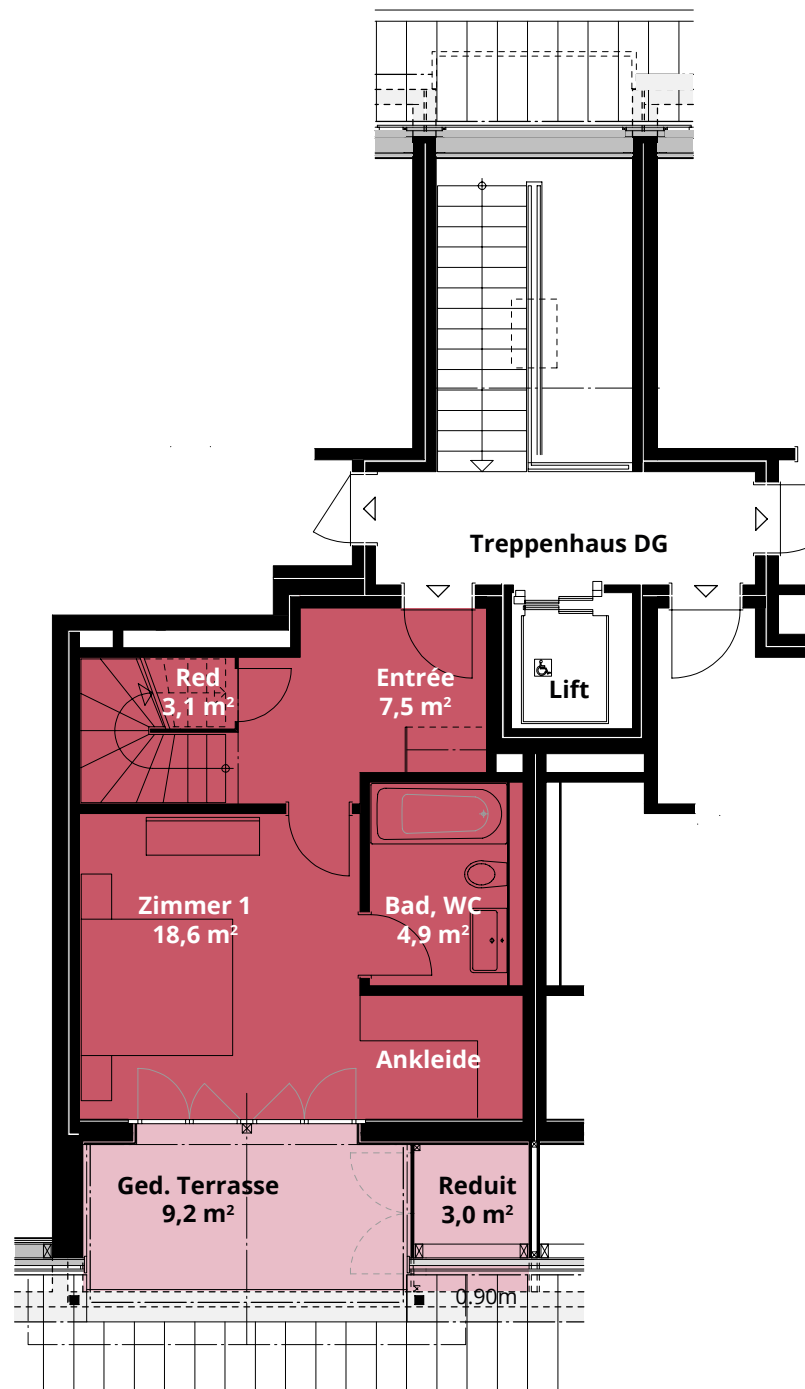 Treppenhaus DG
Lift
Red
3,1 m²
Entrée
7,5 m²
Zimmer 1
18,6 m²
Bad, WC
4,9 m²
Ankleide
Ged. Terrasse
9,2 m²
Reduit
3,0 m²
0.90m